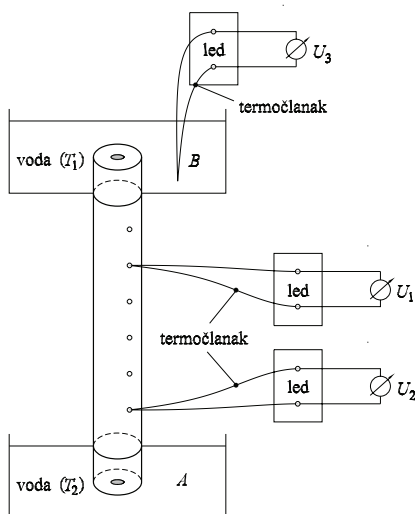 led
U₃
termočlanak
voda (T₁)
B
led
U₁
termočlanak
led
U₂
voda (T₂)
A